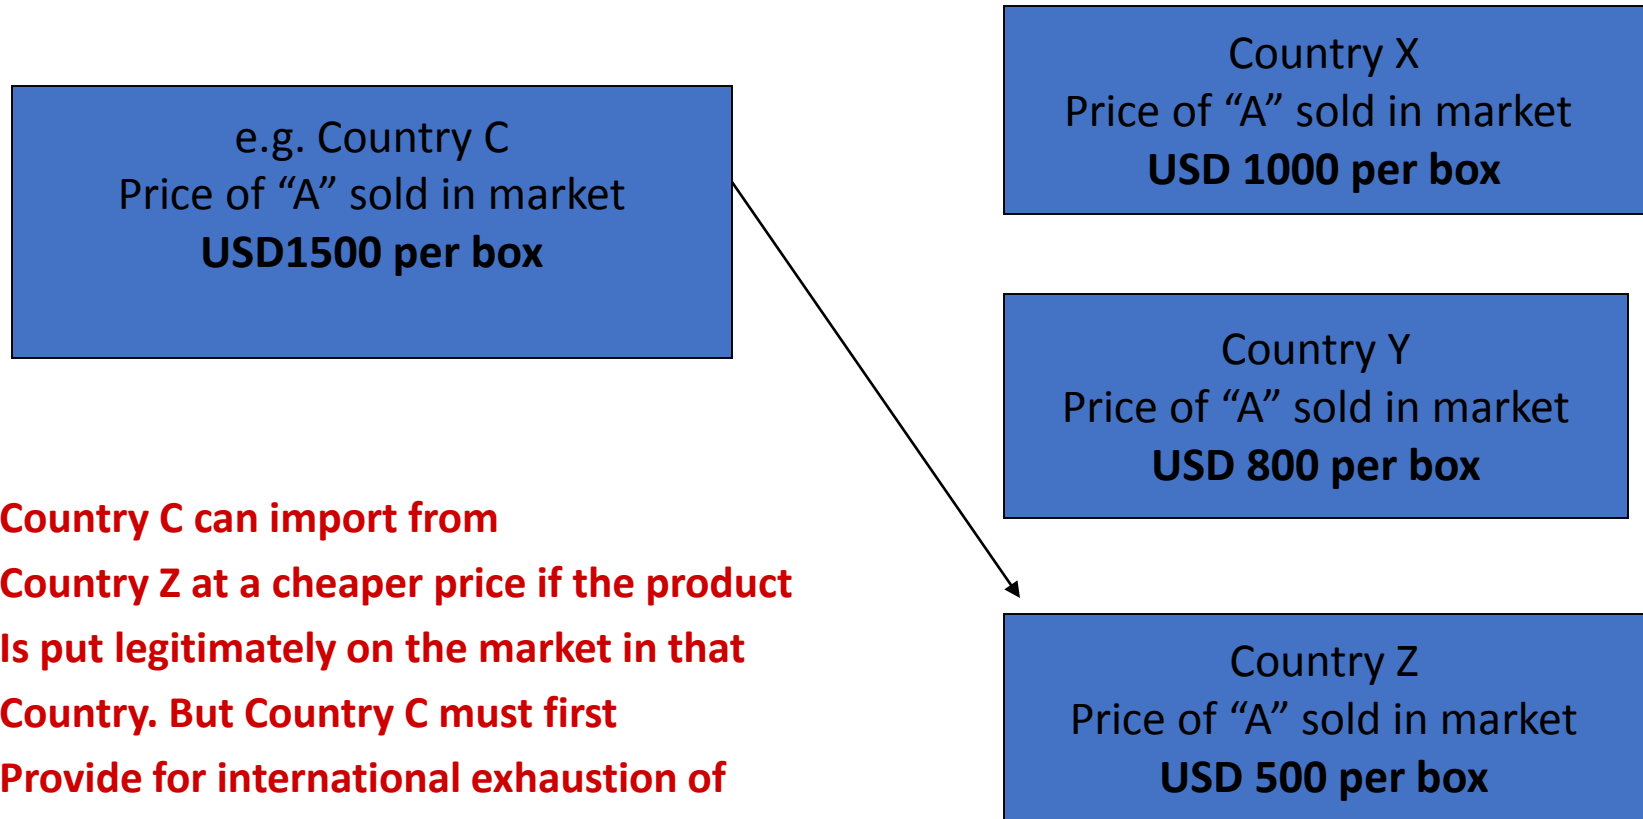 e.g. Country C
Price of “A” sold in market
USD1500 per box
Country X
Price of “A” sold in market
USD 1000 per box
Country Y
Price of “A” sold in market
USD 800 per box
Country Z
Price of “A” sold in market
USD 500 per box
Country C can import from
Country Z at a cheaper price if the product
Is put legitimately on the market in that
Country. But Country C must first
Provide for international exhaustion of